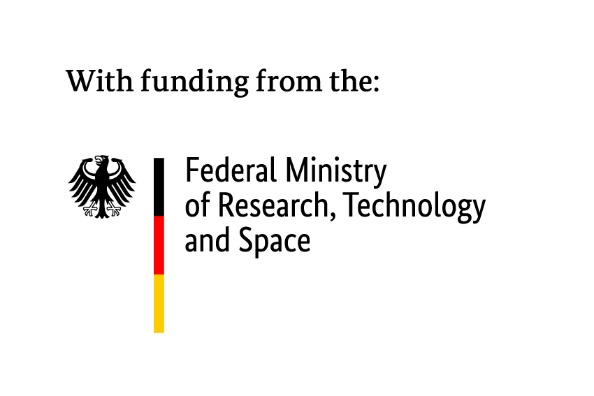 With funding from the:
Federal Ministry
of Research, Technology
and Space